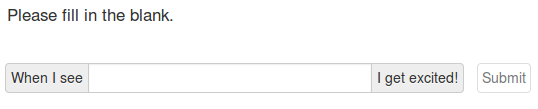 Please fill in the blank.
When I see I get excited! Submit